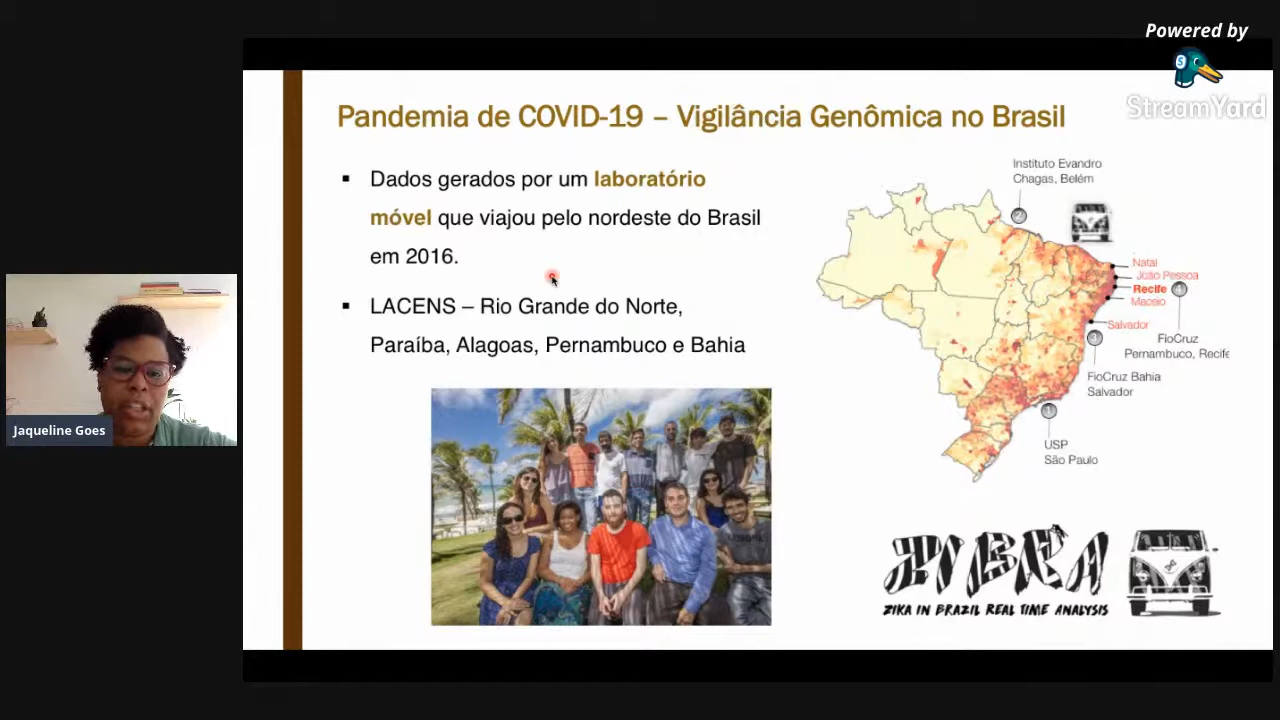 Powered by
StreamYard
Pandemia de COVID-19 – Vigilância Genômica no Brasil
▪ Dados gerados por um laboratório
móvel que viajou pelo nordeste do Brasil
em 2016.
▪ LACENS – Rio Grande do Norte,
Paraíba, Alagoas, Pernambuco e Bahia
Instituto Evandro
Chagas, Belém
2
Natal
João Pessoa
Recife
Maceio
Salvador
FioCruz
Pernambuco, Recife
FioCruz Bahia
Salvador
1
USP
São Paulo
ZIBRA
ZIKA IN BRAZIL REAL TIME ANALYSIS
Jaqueline Goes